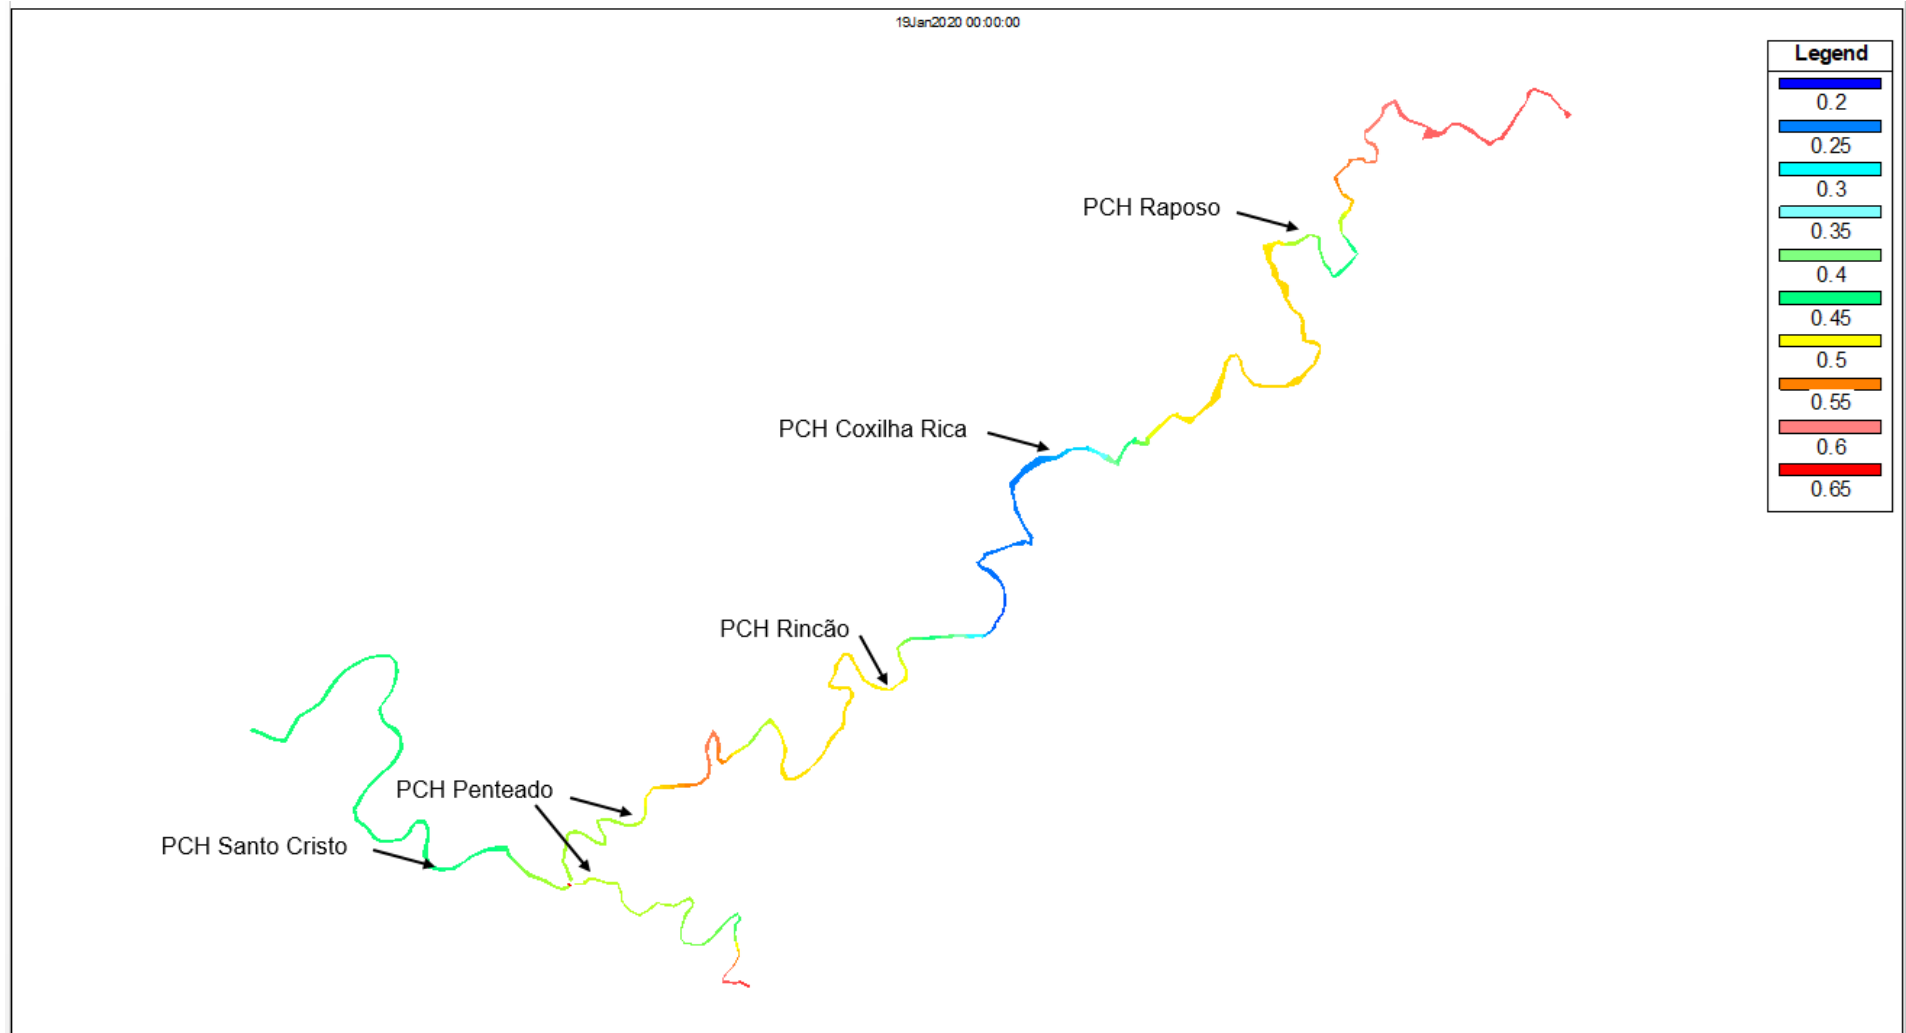 19Jan2020 00:00:00
Legend
0.2
0.25
0.3
0.35
0.4
0.45
0.5
0.55
0.6
0.65
PCH Raposo
PCH Coxilha Rica
PCH Rincão
PCH Penteado
PCH Santo Cristo